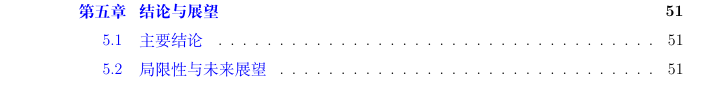 第五章 结论与展望 51
5.1 主要结论 . . . . . . . . . . . . . . . . . . . . . . . . . . . . . . . . . . . . 51
5.2 局限性与未来展望 . . . . . . . . . . . . . . . . . . . . . . . . . . . . . . . 51